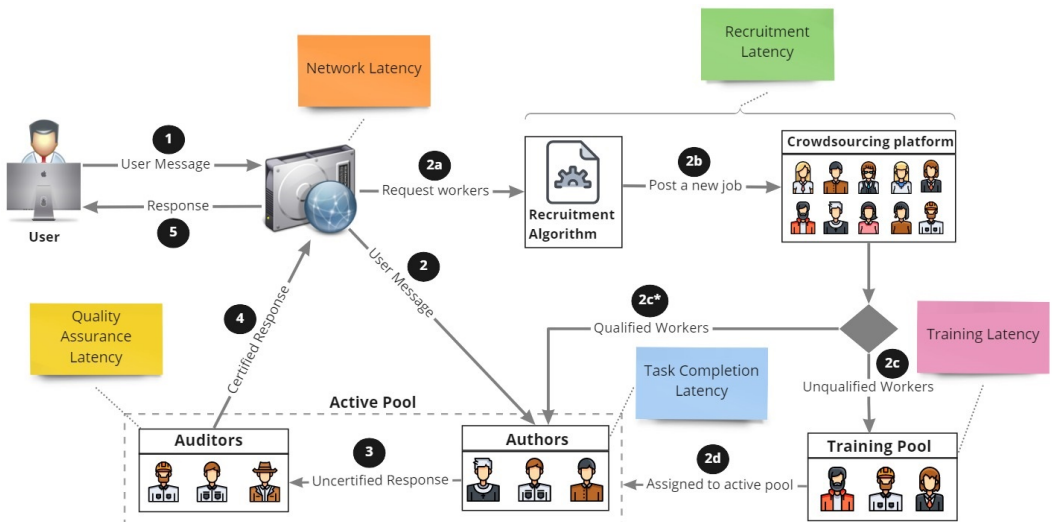 Recruitment
Latency
Network Latency
1
User Message
2a
Request workers
Recruitment
Algorithm
2b
Post a new job
Crowdsourcing platform
Response
5
User
2
User Message
4
Certified Response
Quality
Assurance
Latency
2c*
Qualified Workers
Training Latency
2c
Unqualified Workers
Task Completion
Latency
Active Pool
Auditors
3
Uncertified Response
Authors
2d
Assigned to active pool
Training Pool